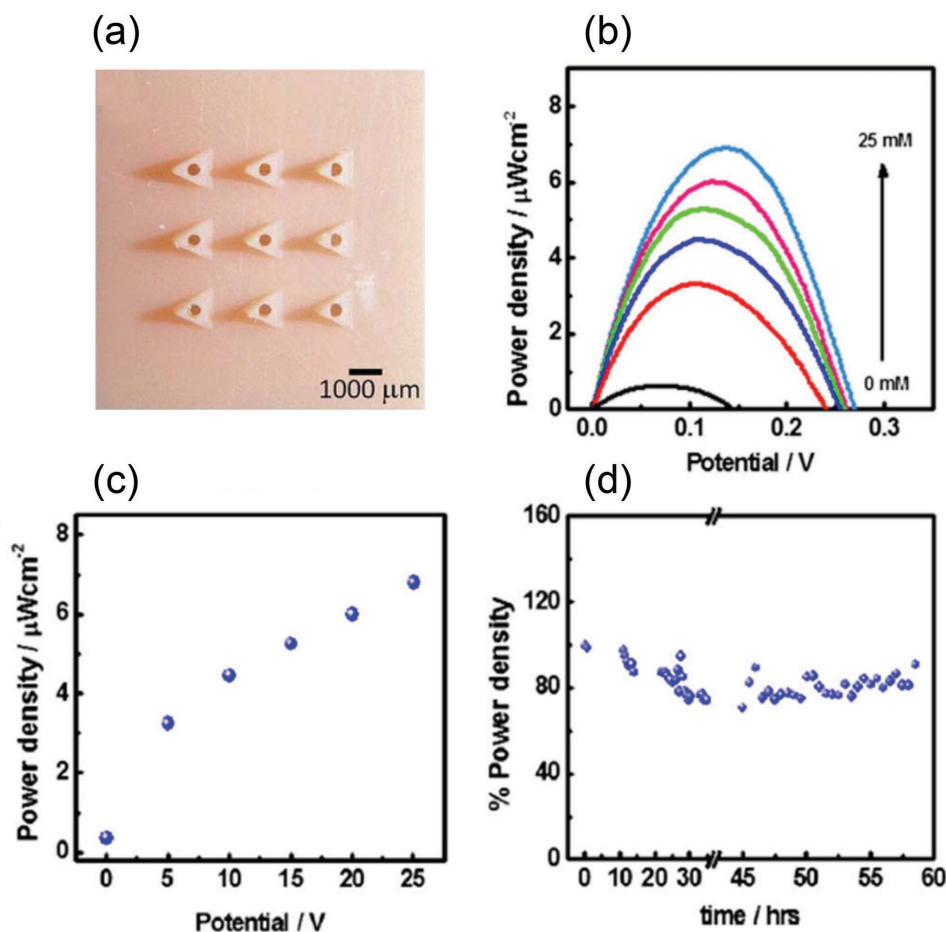 (a)
1000 μm
(b)
Power density / μWcm⁻²
8
6
4
2
0
25 mM
0 mM
0.0 0.1 0.2 0.3
Potential / V
(c)
Power density / μWcm⁻²
8
6
4
2
0
0 5 10 15 20 25
Potential / V
(d)
% Power density
160
120
80
40
0
0 10 20 30 45 50 55 60
time / hrs